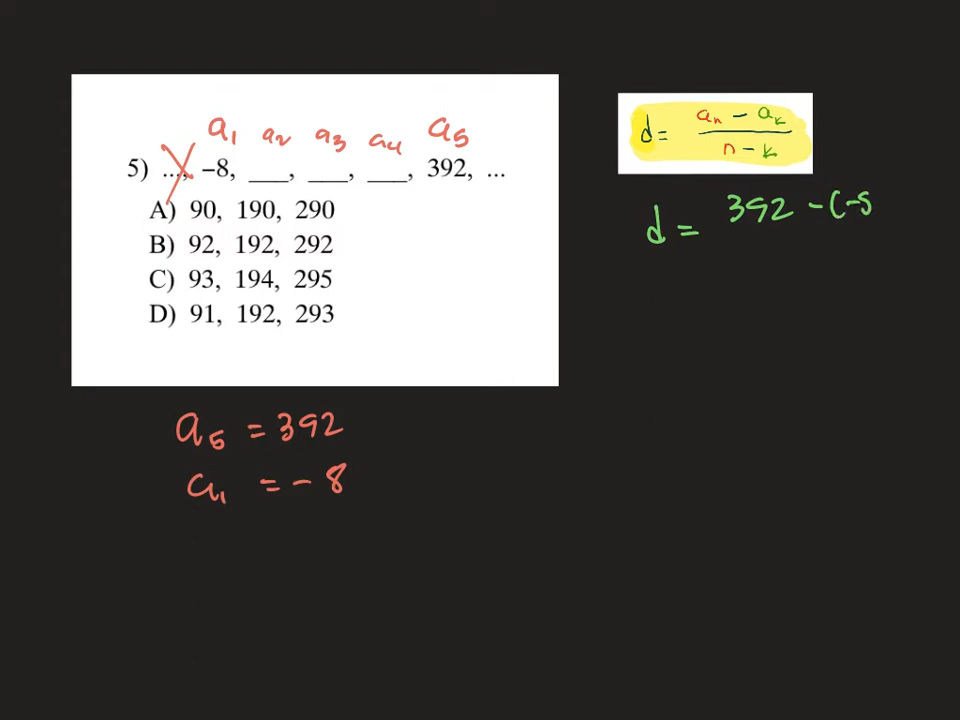 a1 a2 a3 a4 a5
5) ..., −8, ___, ___, ___, 392, ...
A) 90, 190, 290
B) 92, 192, 292
C) 93, 194, 295
D) 91, 192, 293
d= an - ak
n - k
d = 392 - (-
a5 = 392
a1 = - 8